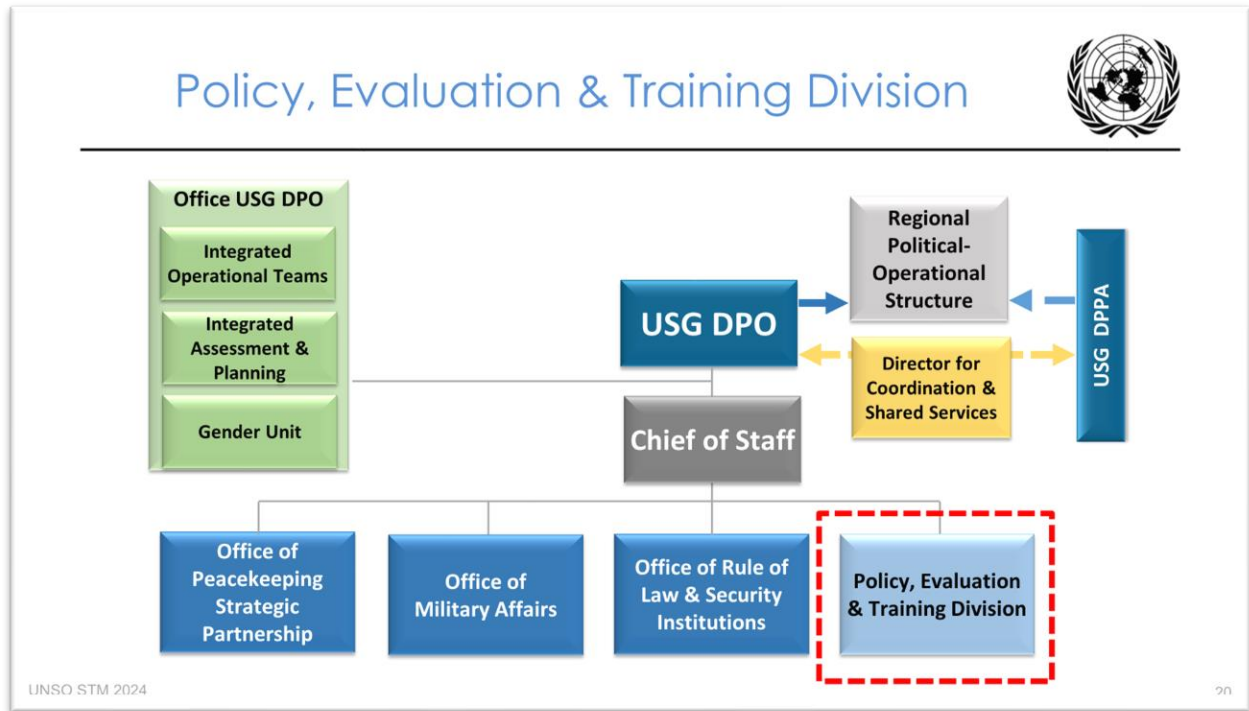 Policy, Evaluation & Training Division
Office USG DPO
Integrated
Operational Teams
Integrated
Assessment &
Planning
Gender Unit
USG DPO
Regional
Political-
Operational
Structure
USG DPPA
Director for
Coordination &
Shared Services
Chief of Staff
Office of
Peacekeeping
Strategic
Partnership
Office of
Military Affairs
Office of Rule of
Law & Security
Institutions
Policy, Evaluation
& Training Division
UNSO STM 2024
20